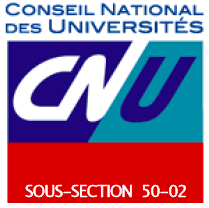 CONSEIL NATIONAL
DES UNIVERSITÉS
CNU
SOUS-SECTION 50-02